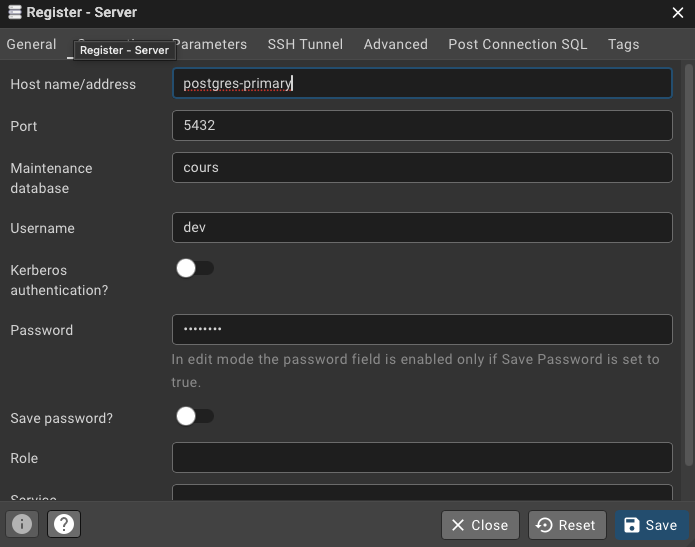 Register - Server
General
Parameters
SSH Tunnel
Advanced
Post Connection SQL
Tags
Register - Server
Host name/address
postgres-primary
Port
5432
Maintenance
database
cours
Username
dev
Kerberos
authentication?
Password
••••••••
In edit mode the password field is enabled only if Save Password is set to
true.
Save password?
Role
Service
Close
Reset
Save